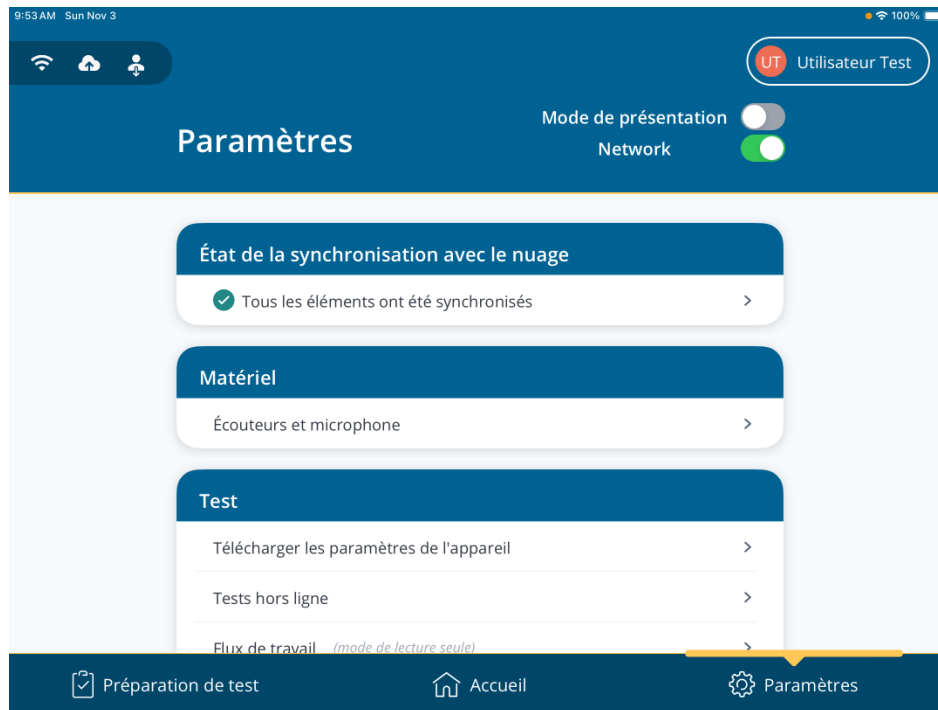 9:53 AM Sun Nov 3
100%
UT Utilisateur Test
Mode de présentation
Paramètres
Network
État de la synchronisation avec le nuage
Tous les éléments ont été synchronisés
Matériel
Écouteurs et microphone
Test
Télécharger les paramètres de l'appareil
Tests hors ligne
Flux de travail (mode de lecture seule)
Préparation de test
Accueil
Paramètres